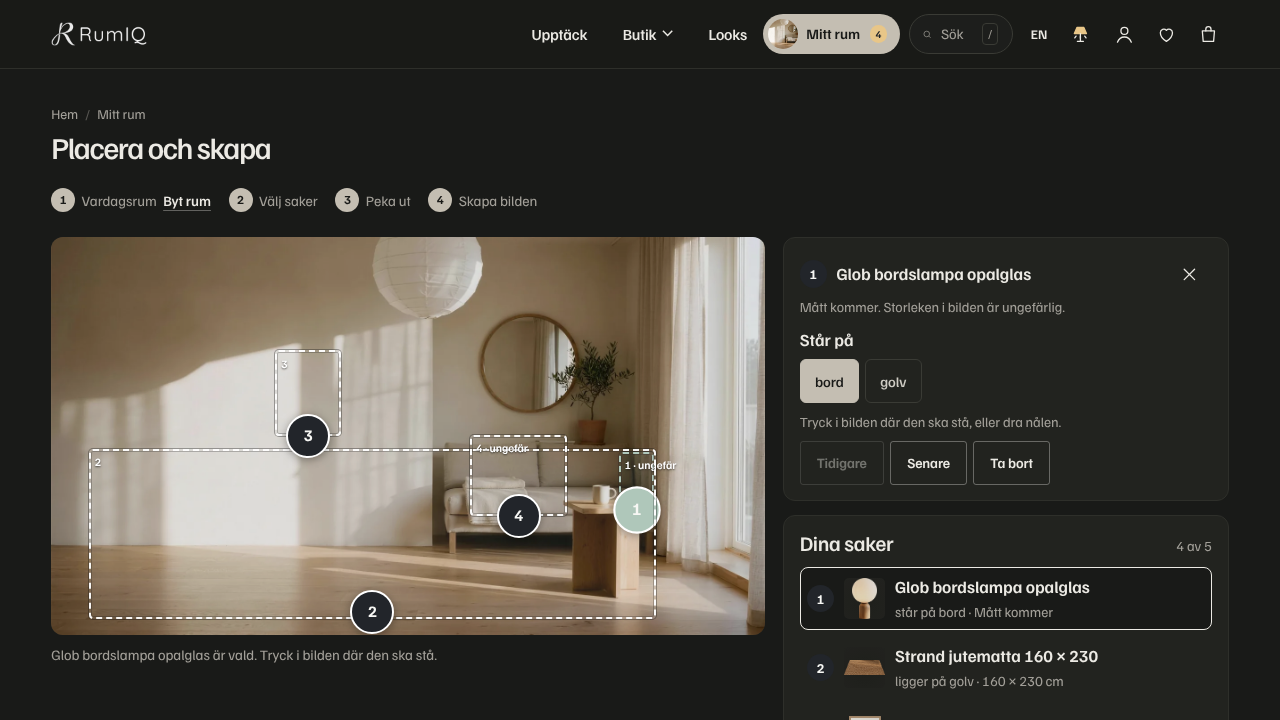 RumIQ
Upptäck
Butik
Looks
Mitt rum 4
Sök /
EN
Hem / Mitt rum
Placera och skapa
1 Vardagsrum Byt rum
2 Välj saker
3 Peka ut
4 Skapa bilden
3
3
4 · ungefär
2
1 · ungefär
1
4
2
Glob bordslampa opalglas är vald. Tryck i bilden där den ska stå.
1 Glob bordslampa opalglas
Mått kommer. Storleken i bilden är ungefärlig.
Står på
bord
golv
Tryck i bilden där den ska stå, eller dra nålen.
Tidigare
Senare
Ta bort
Dina saker
4 av 5
1
Glob bordslampa opalglas
står på bord · Mått kommer
2
Strand jutematta 160 × 230
ligger på golv · 160 × 230 cm